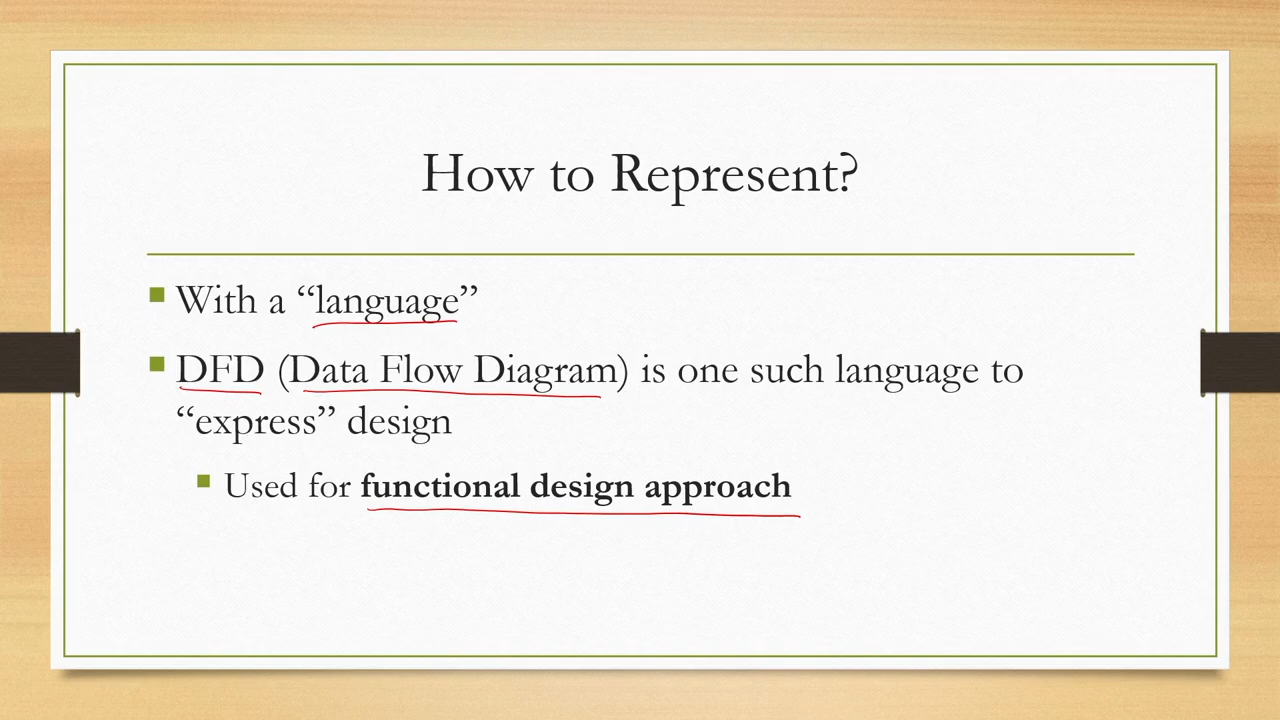 How to Represent?
With a “language”
DFD (Data Flow Diagram) is one such language to
“express” design
Used for functional design approach